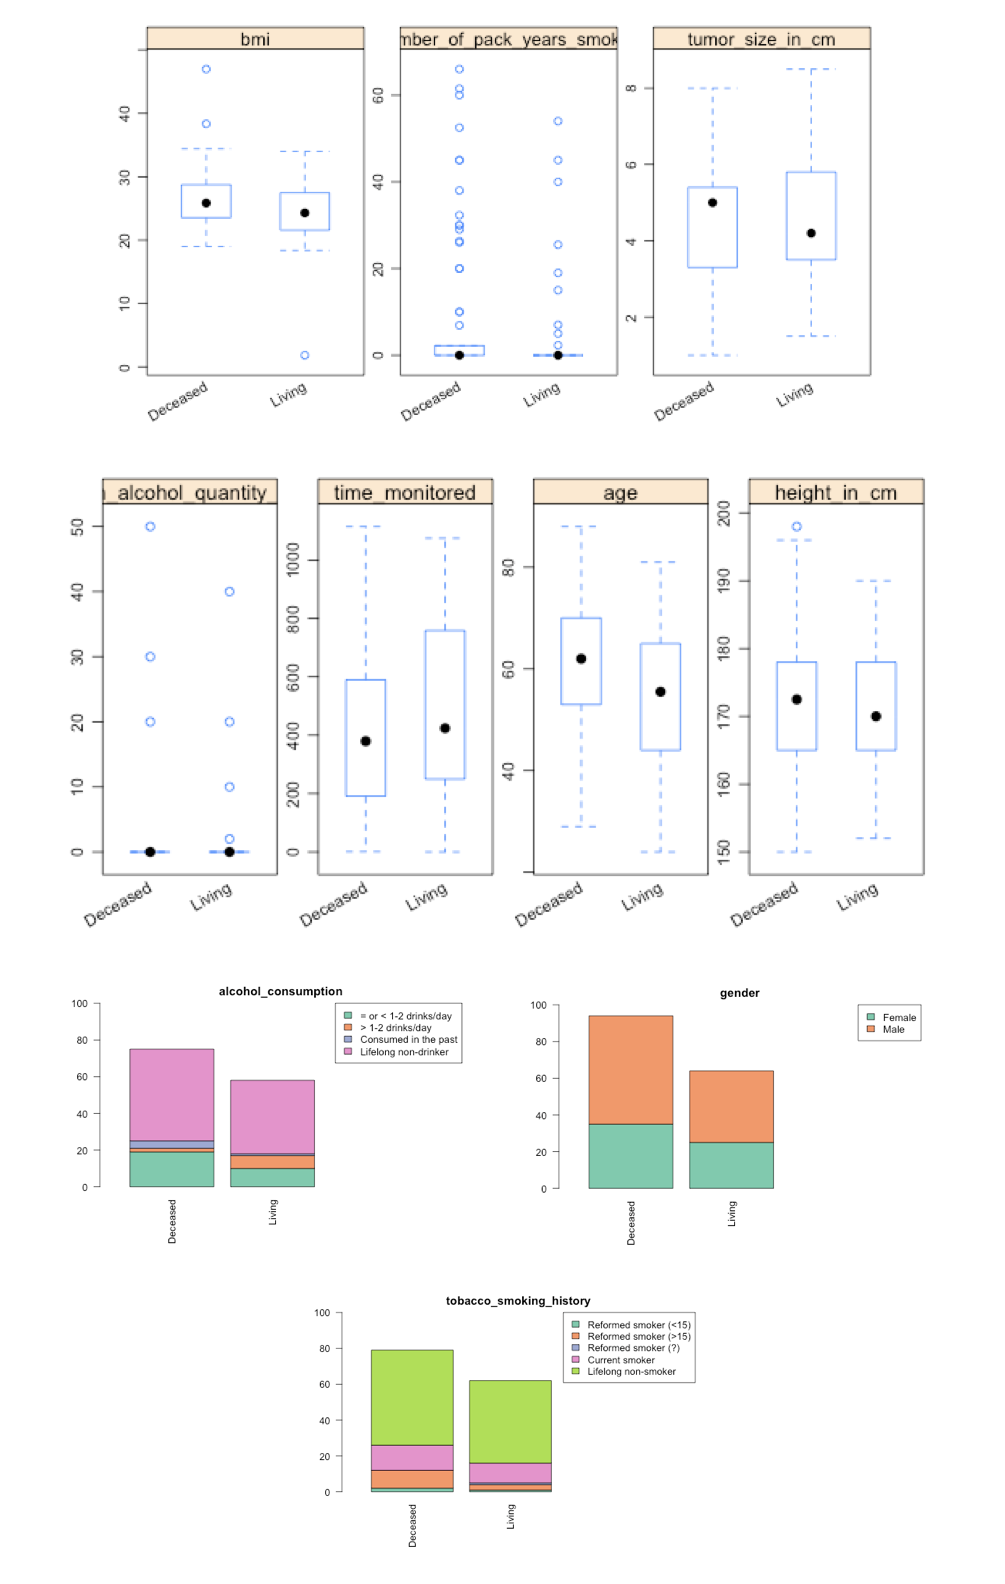 bmi
mber_of_pack_years_smok
tumor_size_in_cm
0 10 20 30 40
0 20 40 60
2 4 6 8
Deceased Living
Deceased Living
Deceased Living
_alcohol_quantity_
time_monitored
age
height_in_cm
0 10 20 30 40 50
0 200 400 600 800 1000
40 60 80
150 160 170 180 190 200
Deceased Living
Deceased Living
Deceased Living
Deceased Living
alcohol_consumption
100
80
60
40
20
0
= or < 1-2 drinks/day
> 1-2 drinks/day
Consumed in the past
Lifelong non-drinker
Deceased
Living
gender
100
80
60
40
20
0
Female
Male
Deceased
Living
tobacco_smoking_history
100
80
60
40
20
0
Reformed smoker (<15)
Reformed smoker (>15)
Reformed smoker (?)
Current smoker
Lifelong non-smoker
Deceased
Living